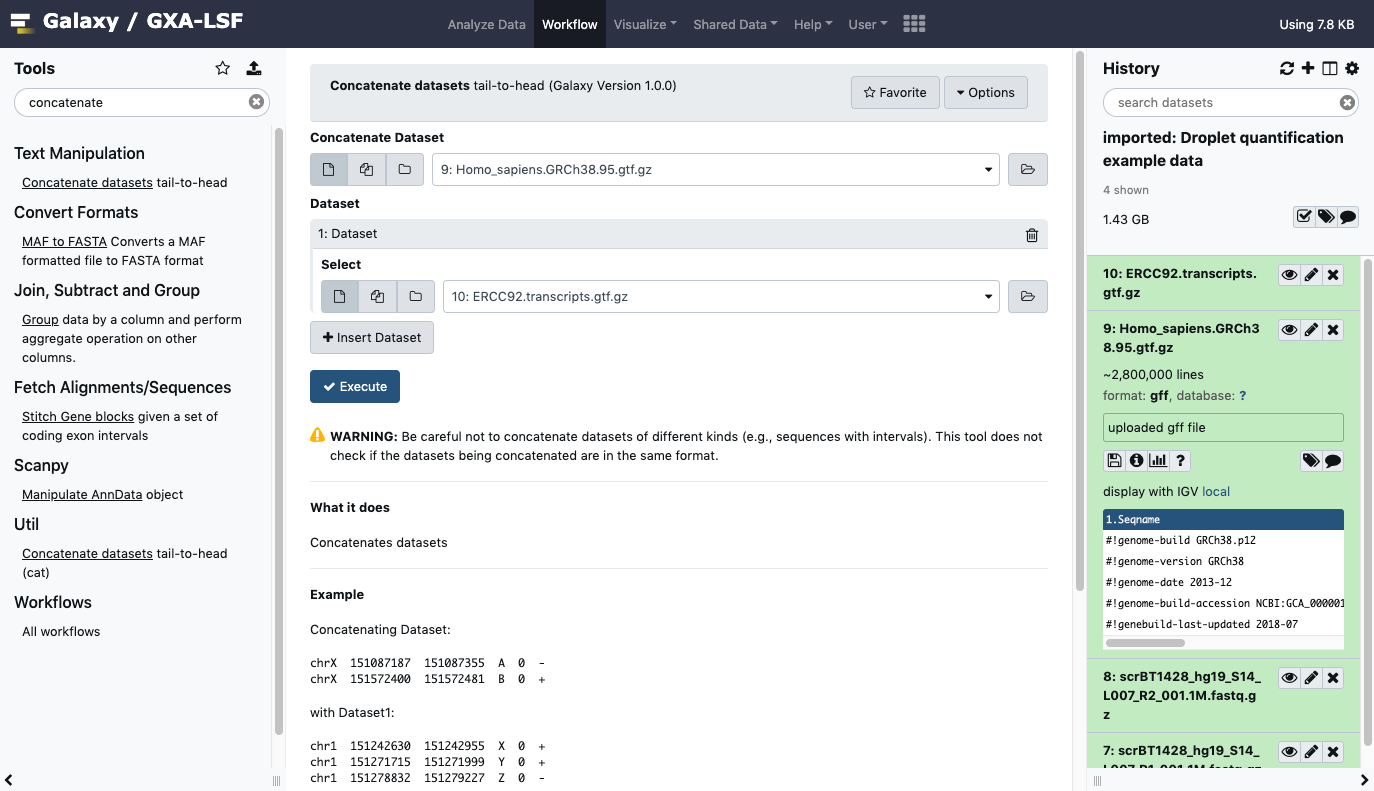 Galaxy / GXA-LSF
Analyze Data
Workflow
Visualize
Shared Data
Help
User
Using 7.8 KB
Tools
concatenate
Text Manipulation
Concatenate datasets tail-to-head
Convert Formats
MAF to FASTA Converts a MAF
formatted file to FASTA format
Join, Subtract and Group
Group data by a column and perform
aggregate operation on other
columns.
Fetch Alignments/Sequences
Stitch Gene blocks given a set of
coding exon intervals
Scanpy
Manipulate AnnData object
Util
Concatenate datasets tail-to-head
(cat)
Workflows
All workflows
Concatenate datasets tail-to-head (Galaxy Version 1.0.0)
Favorite
Options
Concatenate Dataset
9: Homo_sapiens.GRCh38.95.gtf.gz
Dataset
1: Dataset
Select
10: ERCC92.transcripts.gtf.gz
Insert Dataset
Execute
WARNING: Be careful not to concatenate datasets of different kinds (e.g., sequences with intervals). This tool does not
check if the datasets being concatenated are in the same format.
What it does
Concatenates datasets
Example
Concatenating Dataset:
chrX 151087187 151087355 A 0 -
chrX 151572400 151572481 B 0 +
with Dataset1:
chr1 151242630 151242955 X 0 +
chr1 151271715 151271999 Y 0 +
chr1 151278832 151279227 Z 0 -
History
search datasets
imported: Droplet quantification
example data
4 shown
1.43 GB
10: ERCC92.transcripts.
gtf.gz
9: Homo_sapiens.GRCh3
8.95.gtf.gz
~2,800,000 lines
format: gff, database: ?
uploaded gff file
display with IGV local
1.Seqname
#!genome-build GRCh38.p12
#!genome-version GRCh38
#!genome-date 2013-12
#!genome-build-accession NCBI:GCA_000001
#!genebuild-last-updated 2018-07
8: scrBT1428_hg19_S14_
L007_R2_001.1M.fastq.g
z
7: scrBT1428_hg19_S14_
L007_R1_001.1M.fastq.gz